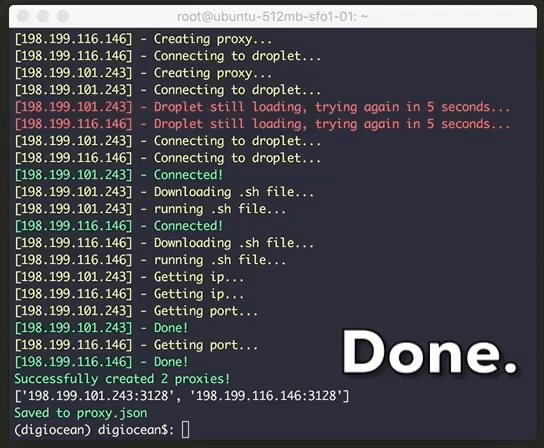 root@ubuntu-512mb-sfo1-01: ~
[198.199.116.146] - Creating proxy...
[198.199.116.146] - Connecting to droplet...
[198.199.101.243] - Creating proxy...
[198.199.101.243] - Connecting to droplet...
[198.199.101.243] - Droplet still loading, trying again in 5 seconds...
[198.199.116.146] - Droplet still loading, trying again in 5 seconds...
[198.199.101.243] - Connecting to droplet...
[198.199.116.146] - Connecting to droplet...
[198.199.101.243] - Connected!
[198.199.101.243] - Downloading .sh file...
[198.199.101.243] - running .sh file...
[198.199.116.146] - Connected!
[198.199.116.146] - Downloading .sh file...
[198.199.116.146] - running .sh file...
[198.199.101.243] - Getting ip...
[198.199.116.146] - Getting ip...
[198.199.101.243] - Getting port...
[198.199.101.243] - Done!
[198.199.116.146] - Getting port...
[198.199.116.146] - Done!
Successfully created 2 proxies!
['198.199.101.243:3128', '198.199.116.146:3128']
Saved to proxy.json
(digiocean) digiocean$:
Done.